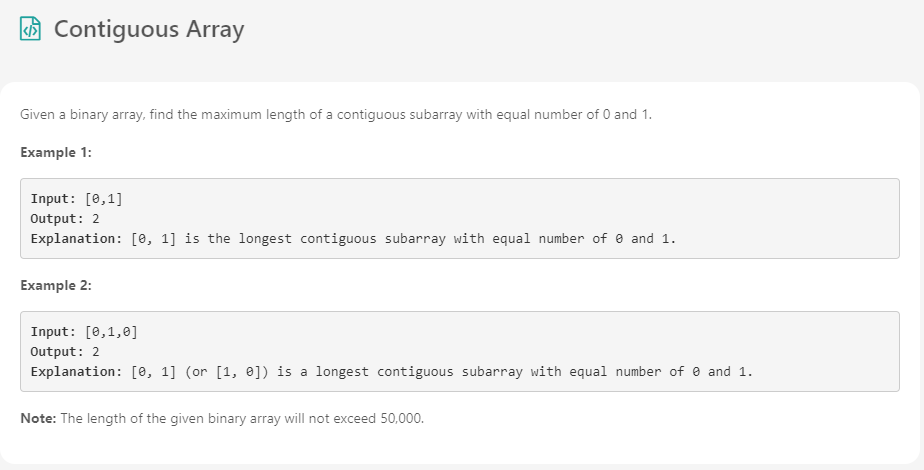 Contiguous Array
Given a binary array, find the maximum length of a contiguous subarray with equal number of 0 and 1.
Example 1:
Input: [0,1]
Output: 2
Explanation: [0, 1] is the longest contiguous subarray with equal number of 0 and 1.
Example 2:
Input: [0,1,0]
Output: 2
Explanation: [0, 1] (or [1, 0]) is a longest contiguous subarray with equal number of 0 and 1.
Note: The length of the given binary array will not exceed 50,000.